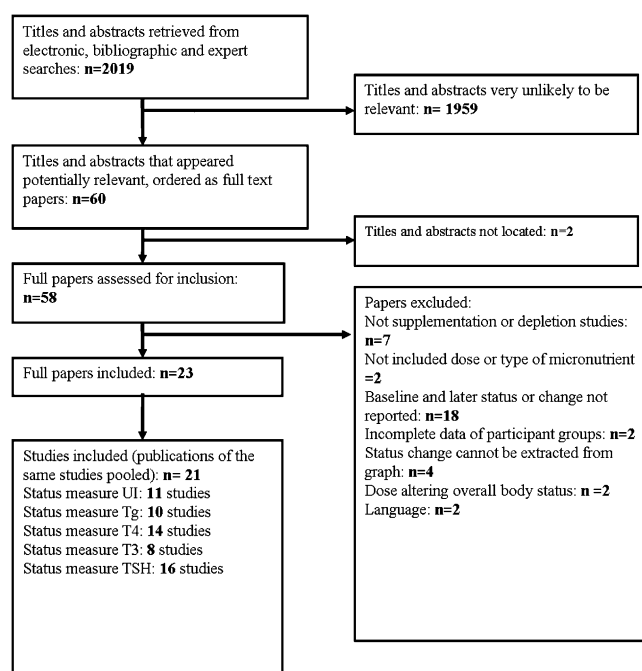 Titles and abstracts retrieved from
electronic, bibliographic and expert
searches: n=2019
Titles and abstracts very unlikely to be
relevant: n= 1959
Titles and abstracts that appeared
potentially relevant, ordered as full text
papers: n=60
Titles and abstracts not located: n=2
Full papers assessed for inclusion:
n=58
Papers excluded:
Not supplementation or depletion studies:
n=7
Not included dose or type of micronutrient
=2
Baseline and later status or change not
reported: n=18
Incomplete data of participant groups: n=2
Status change cannot be extracted from
graph: n=4
Dose altering overall body status: n =2
Language: n=2
Full papers included: n=23
Studies included (publications of
the same studies pooled): n= 21
Status measure UI: 11 studies
Status measure Tg: 10 studies
Status measure T4: 14 studies
Status measure T3: 8 studies
Status measure TSH: 16 studies